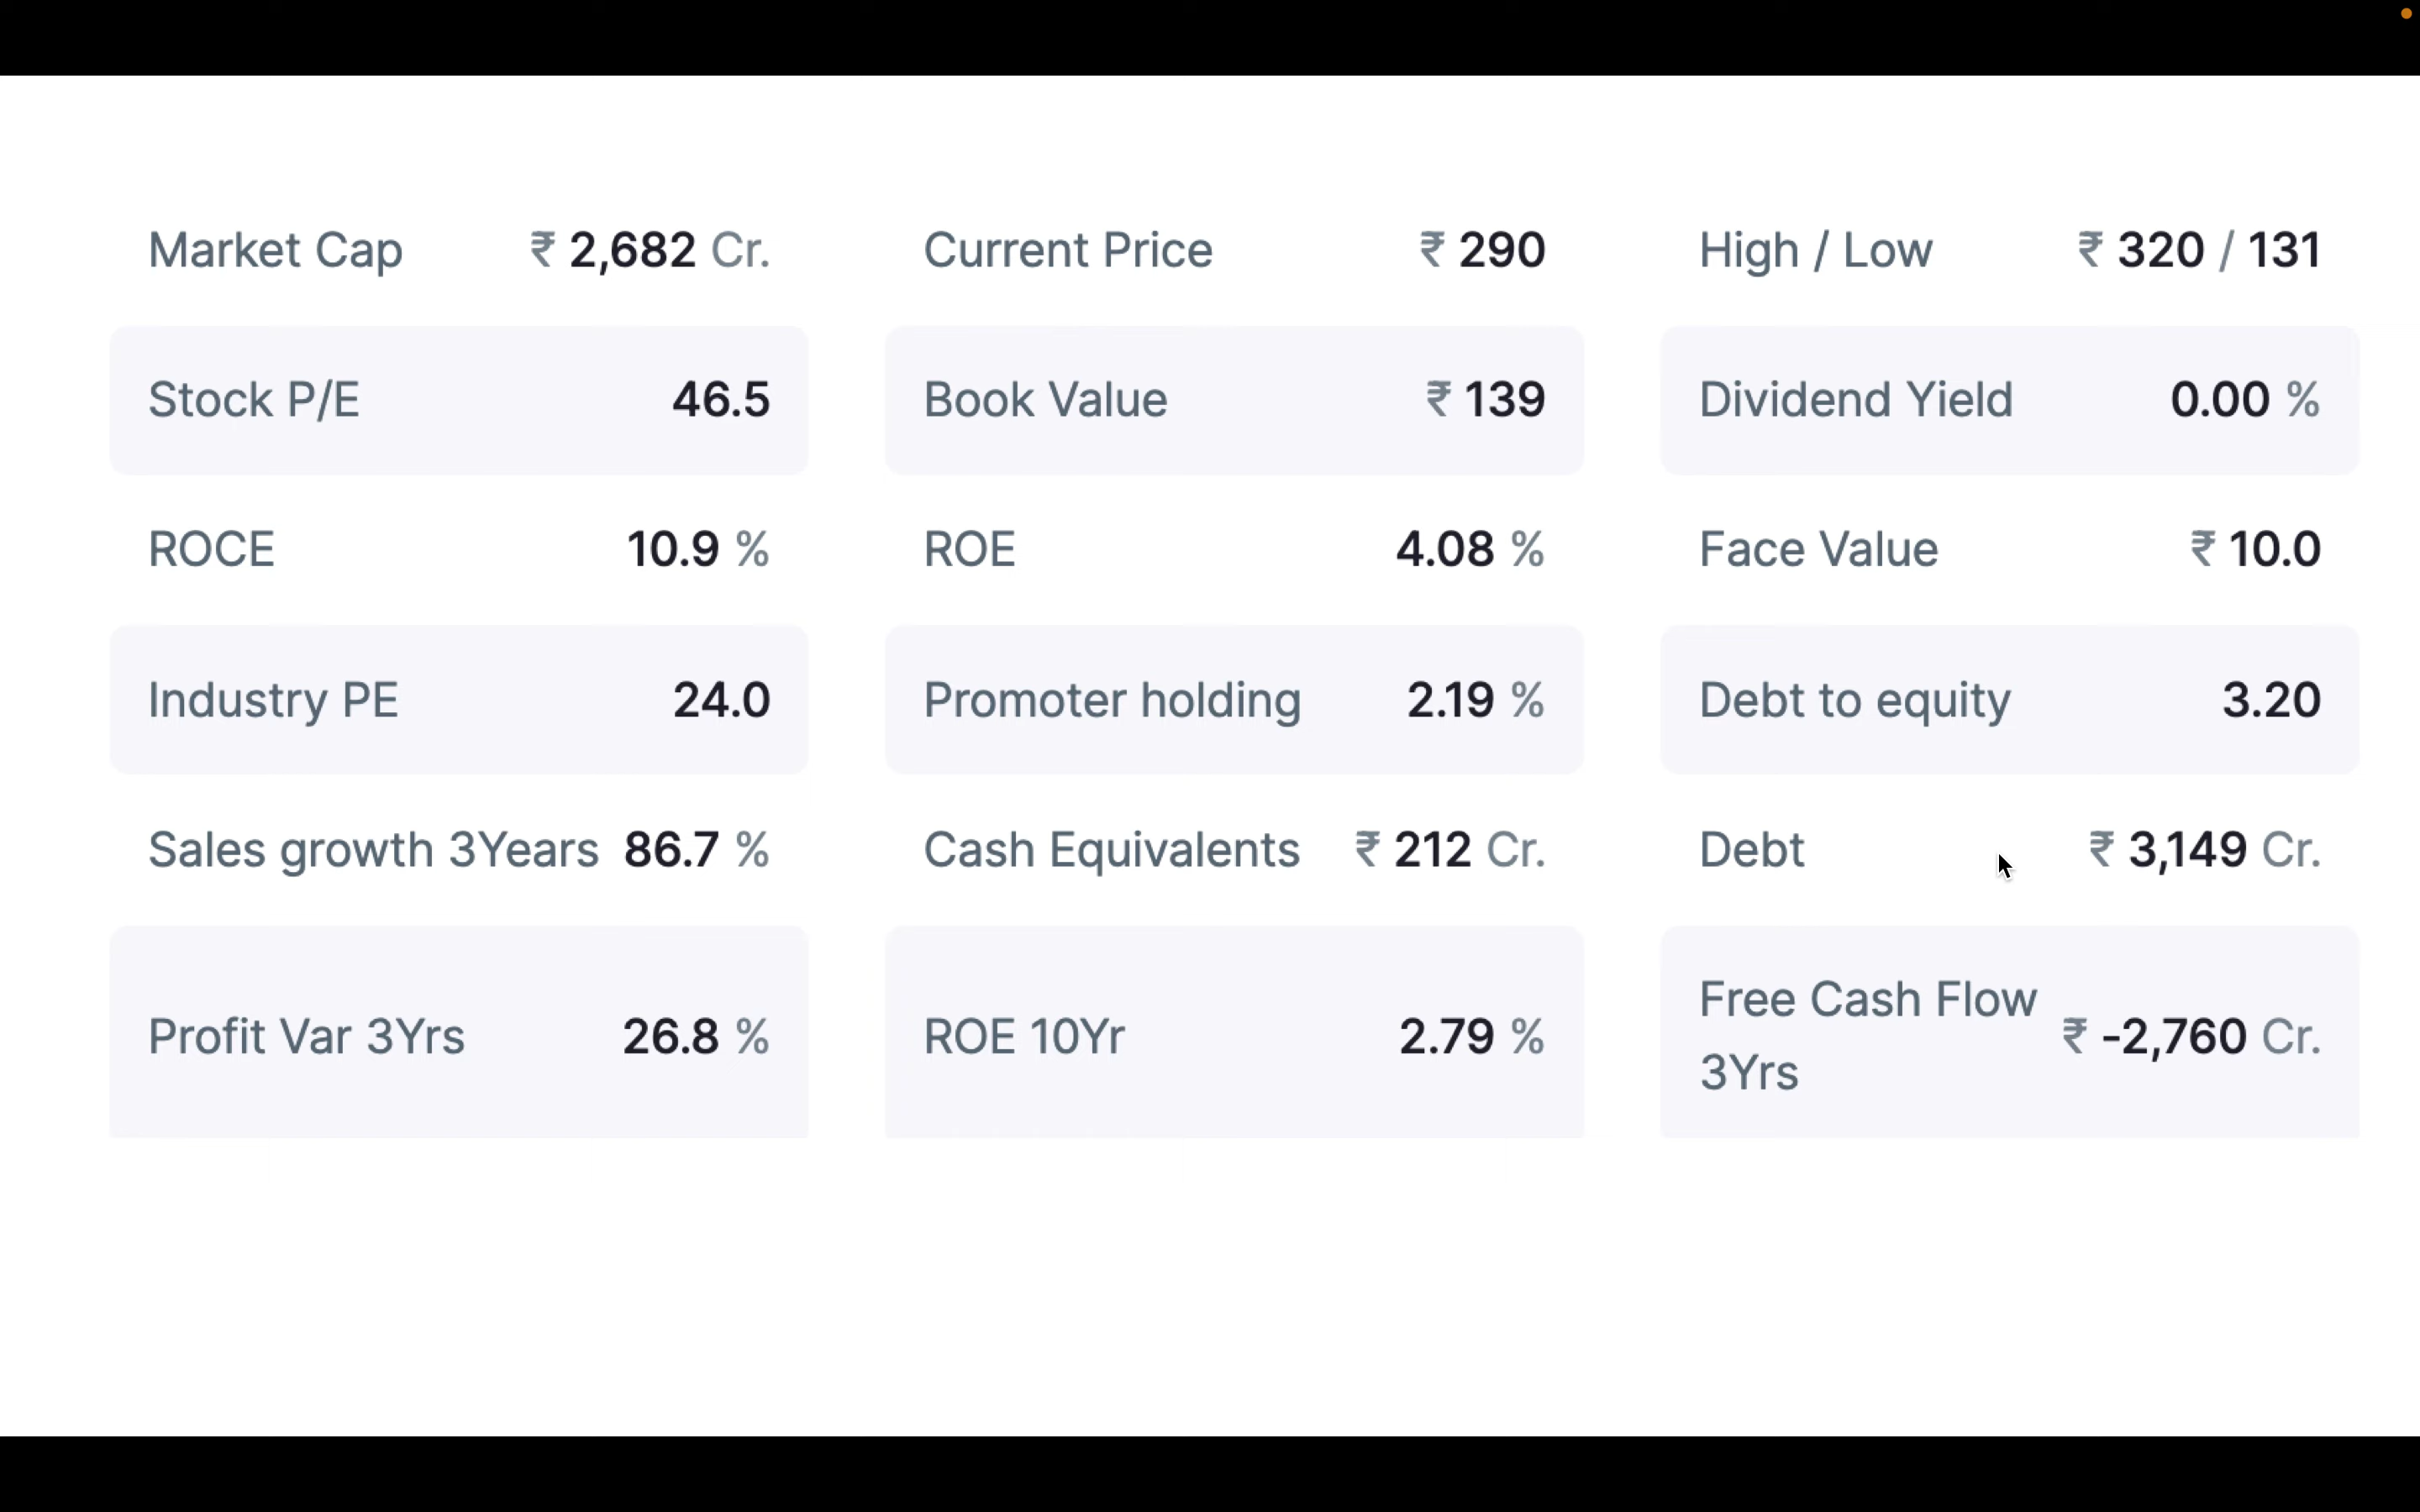 Market Cap ₹ 2,682 Cr. Current Price ₹ 290 High / Low ₹ 320 / 131
Stock P/E 46.5 Book Value ₹ 139 Dividend Yield 0.00 %
ROCE 10.9 % ROE 4.08 % Face Value ₹ 10.0
Industry PE 24.0 Promoter holding 2.19 % Debt to equity 3.20
Sales growth 3Years 86.7 % Cash Equivalents ₹ 212 Cr. Debt ₹ 3,149 Cr.
Profit Var 3Yrs 26.8 % ROE 10Yr 2.79 % Free Cash Flow ₹ -2,760 Cr.
3Yrs